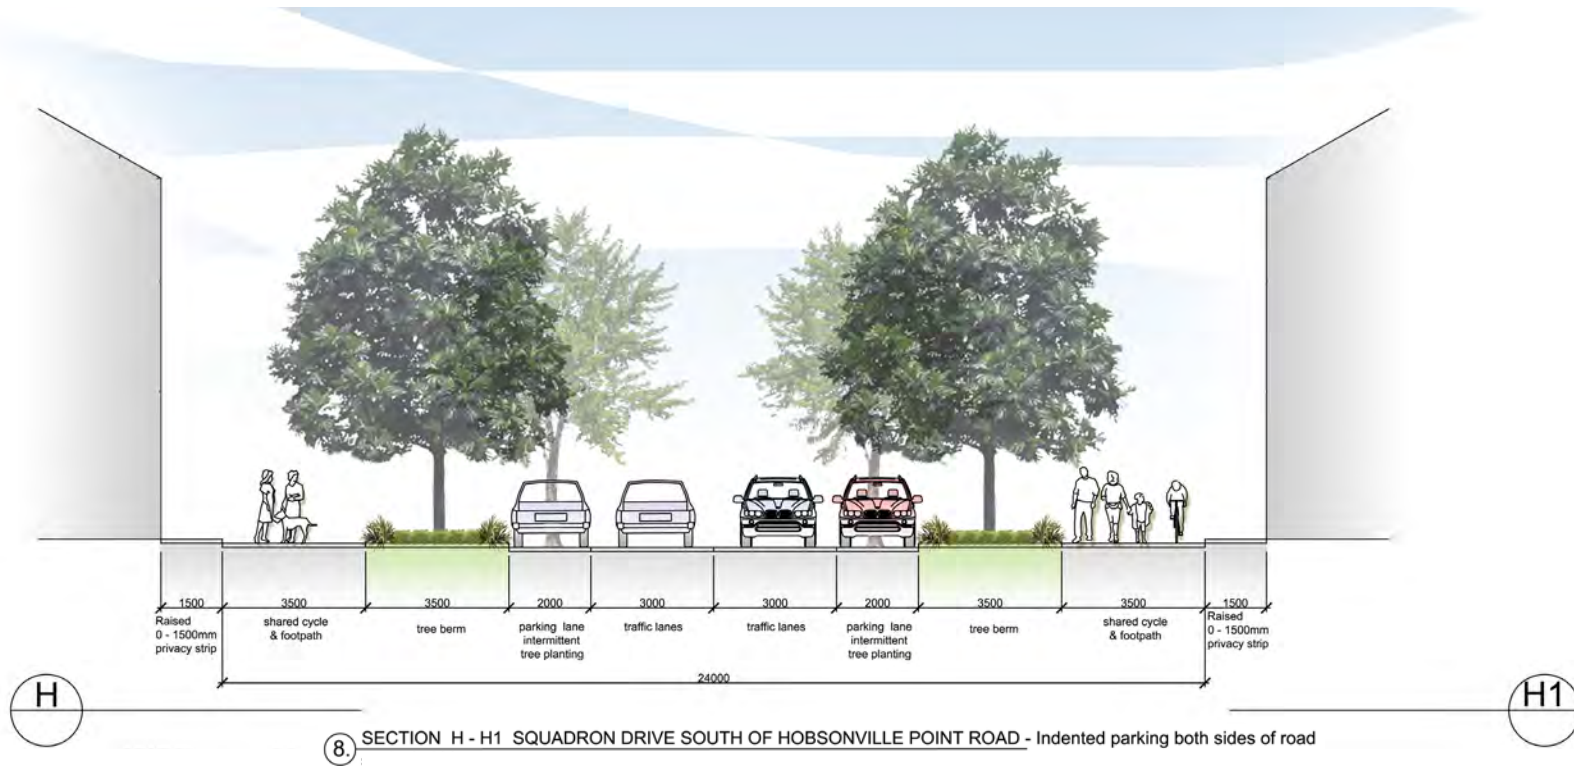 1500
3500
3500
2000
3000
3000
2000
3500
3500
1500
Raised
0 - 1500mm
privacy strip
shared cycle
& footpath
tree berm
parking lane
intermittent
tree planting
traffic lanes
traffic lanes
parking lane
intermittent
tree planting
tree berm
shared cycle
& footpath
Raised
0 - 1500mm
privacy strip
24000
H
H1
8. SECTION H - H1 SQUADRON DRIVE SOUTH OF HOBSONVILLE POINT ROAD - Indented parking both sides of road